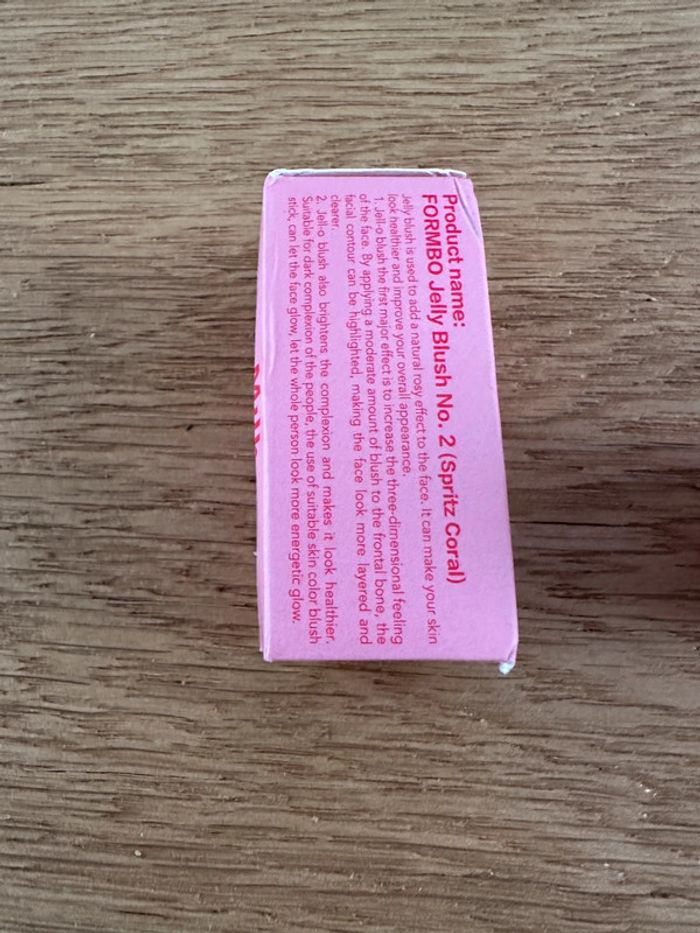 Product name:
FORMBO Jelly Blush No. 2 (Spritz Coral)
Jelly blush is used to add a natural rosy effect to the face. It can make your skin
look healthier and improve your overall appearance.
1. Jell-o blush the first major effect is to increase the three-dimensional feeling
of the face. By applying a moderate amount of blush to the frontal bone, the
facial contour can be highlighted, making the face look more layered and
clearer.
2. Jell-o blush also brightens the complexion and makes it look healthier.
Suitable for dark complexion of the people, the use of suitable skin color blush
stick, can let the face glow, let the whole person look more energetic glow.